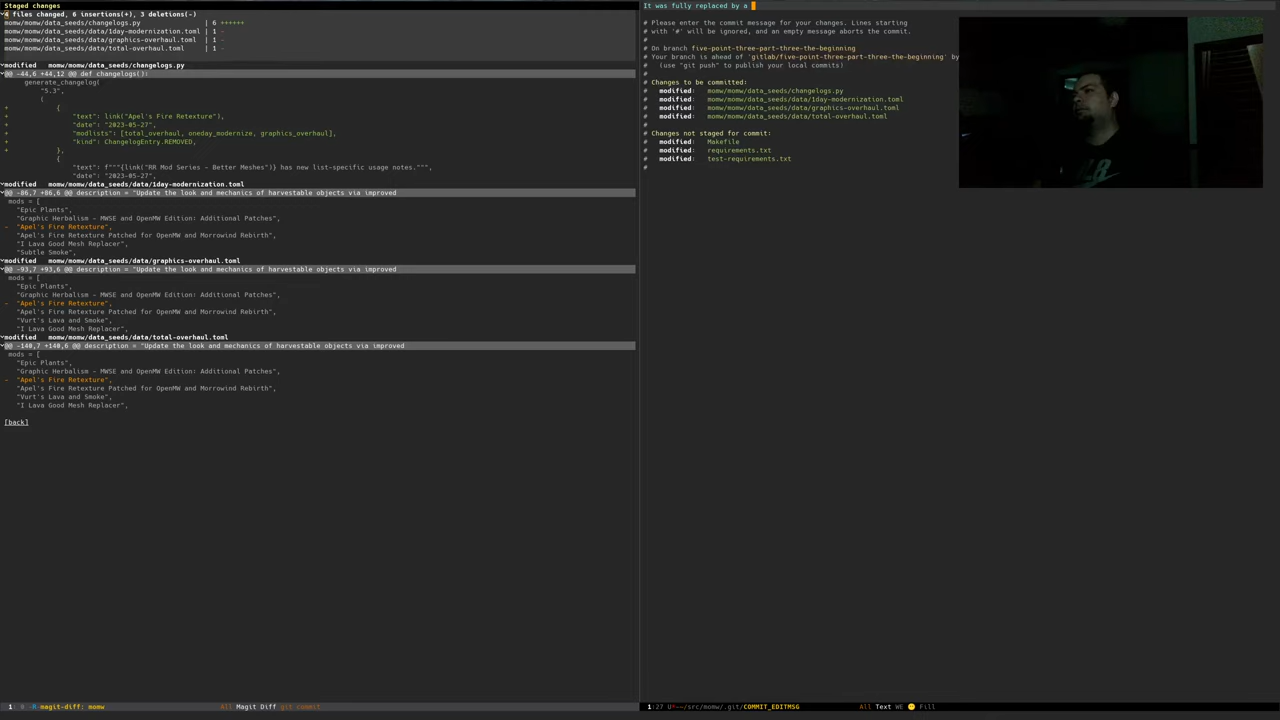 Staged changes
4 files changed, 6 insertions(+), 3 deletions(-)
momw/momw/data_seeds/changelogs.py | 6 ++++++
momw/momw/data_seeds/data/1day-modernization.toml | 1 -
momw/momw/data_seeds/data/graphics-overhaul.toml | 1 -
momw/momw/data_seeds/data/total-overhaul.toml | 1 -
modified momw/momw/data_seeds/changelogs.py
@@ -44,6 +44,12 @@ def changelogs():
generate_changelog(
"5.3",
(
+ {
+ "text": link("Apel's Fire Retexture"),
+ "date": "2023-05-27",
+ "modlists": [total_overhaul, oneday_modernize, graphics_overhaul],
+ "kind": ChangelogEntry.REMOVED,
+ },
{
"text": f"""{link("RR Mod Series - Better Meshes")} has new list-specific usage notes.""",
"date": "2023-05-27",
modified momw/momw/data_seeds/data/1day-modernization.toml
@@ -86,7 +86,6 @@ description = "Update the look and mechanics of harvestable objects via improved
mods = [
"Epic Plants",
"Graphic Herbalism - MWSE and OpenMW Edition: Additional Patches",
- "Apel's Fire Retexture",
"Apel's Fire Retexture Patched for OpenMW and Morrowind Rebirth",
"I Lava Good Mesh Replacer",
"Subtle Smoke",
modified momw/momw/data_seeds/data/graphics-overhaul.toml
@@ -93,7 +93,6 @@ description = "Update the look and mechanics of harvestable objects via improved
mods = [
"Epic Plants",
"Graphic Herbalism - MWSE and OpenMW Edition: Additional Patches",
- "Apel's Fire Retexture",
"Apel's Fire Retexture Patched for OpenMW and Morrowind Rebirth",
"Vurt's Lava and Smoke",
"I Lava Good Mesh Replacer",
modified momw/momw/data_seeds/data/total-overhaul.toml
@@ -140,7 +140,6 @@ description = "Update the look and mechanics of harvestable objects via improved
mods = [
"Epic Plants",
"Graphic Herbalism - MWSE and OpenMW Edition: Additional Patches",
- "Apel's Fire Retexture",
"Apel's Fire Retexture Patched for OpenMW and Morrowind Rebirth",
"Vurt's Lava and Smoke",
"I Lava Good Mesh Replacer",
[back]
1: 0 -R magit-diff: momw All Magit Diff git commit
It was fully replaced by a
# Please enter the commit message for your changes. Lines starting
# with '#' will be ignored, and an empty message aborts the commit.
#
# On branch five-point-three-part-three-the-beginning
# Your branch is ahead of 'gitlab/five-point-three-part-three-the-beginning' by
# (use "git push" to publish your local commits)
#
# Changes to be committed:
# modified: momw/momw/data_seeds/changelogs.py
# modified: momw/momw/data_seeds/data/1day-modernization.toml
# modified: momw/momw/data_seeds/data/graphics-overhaul.toml
# modified: momw/momw/data_seeds/data/total-overhaul.toml
#
# Changes not staged for commit:
# modified: Makefile
# modified: requirements.txt
# modified: test-requirements.txt
#
1:27 U*-~/src/momw/.git/COMMIT_EDITMSG All Text WE Fill